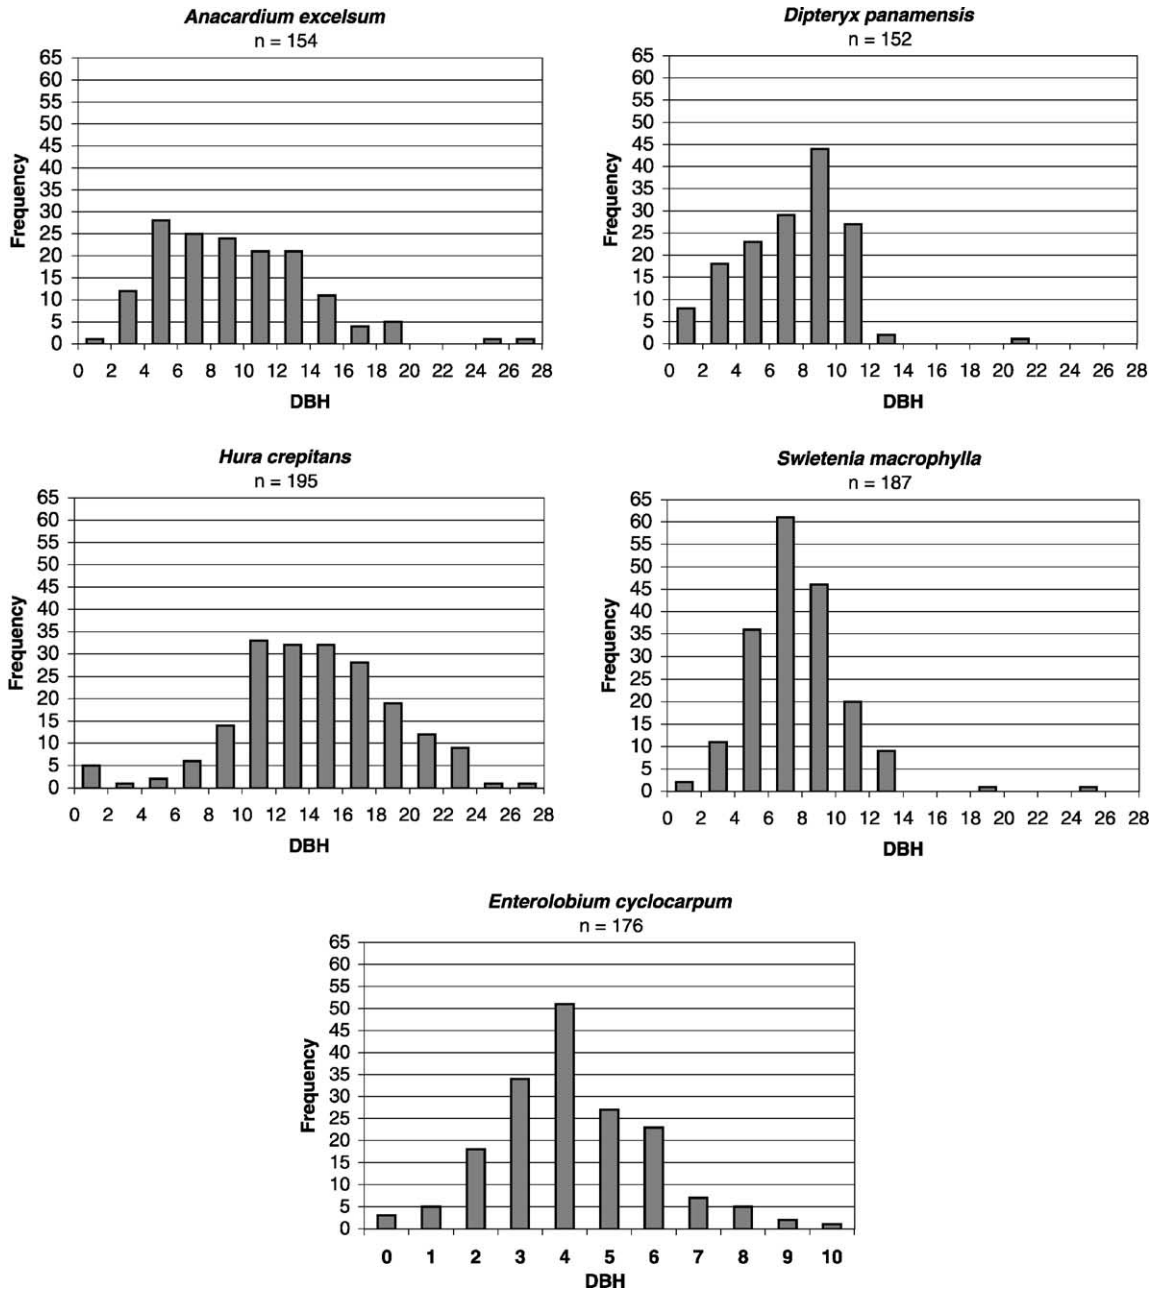 Anacardium excelsum
n = 154
65
60
55
50
45
40
35
30
25
20
15
10
5
0
Frequency
0 2 4 6 8 10 12 14 16 18 20 22 24 26 28
DBH
Dipteryx panamensis
n = 152
65
60
55
50
45
40
35
30
25
20
15
10
5
0
Frequency
0 2 4 6 8 10 12 14 16 18 20 22 24 26 28
DBH
Hura crepitans
n = 195
65
60
55
50
45
40
35
30
25
20
15
10
5
0
Frequency
0 2 4 6 8 10 12 14 16 18 20 22 24 26 28
DBH
Swietenia macrophylla
n = 187
65
60
55
50
45
40
35
30
25
20
15
10
5
0
Frequency
0 2 4 6 8 10 12 14 16 18 20 22 24 26 28
DBH
Enterolobium cyclocarpum
n = 176
65
60
55
50
45
40
35
30
25
20
15
10
5
0
Frequency
0 1 2 3 4 5 6 7 8 9 10
DBH